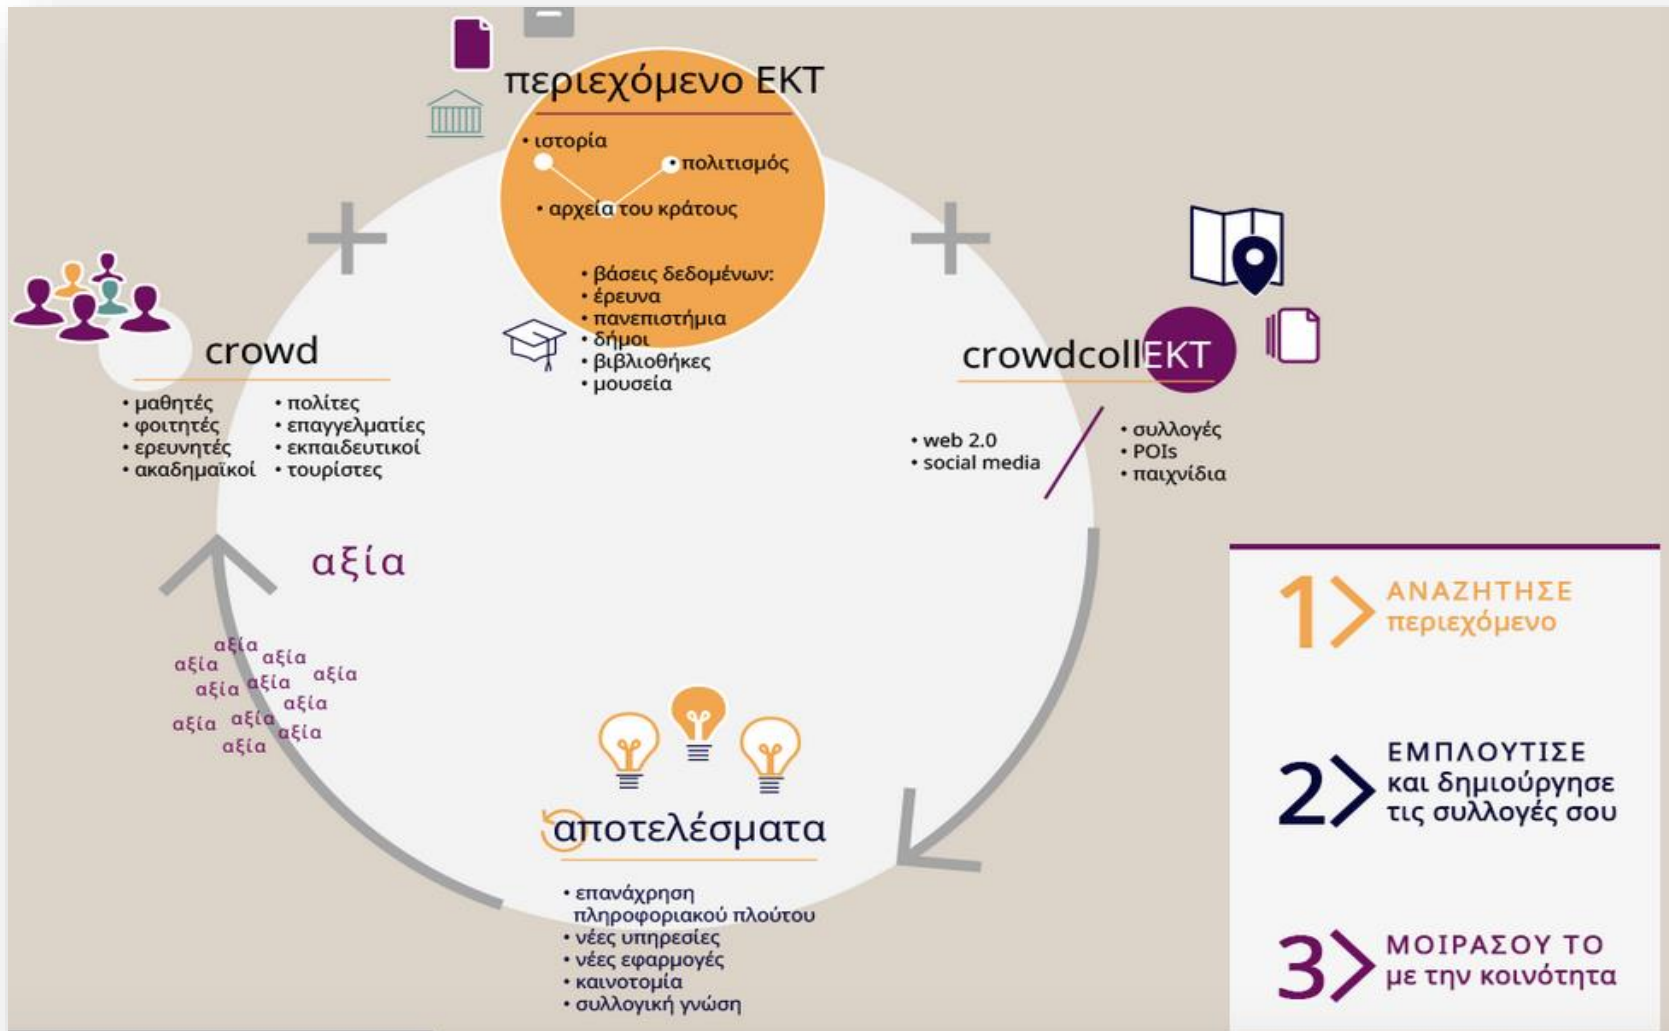 περιεχόμενο ΕΚΤ
• ιστορία
• πολιτισμός
• αρχεία του κράτους
• βάσεις δεδομένων:
• έρευνα
• πανεπιστήμια
• δήμοι
• βιβλιοθήκες
• μουσεία
crowd
• μαθητές
• φοιτητές
• ερευνητές
• ακαδημαϊκοί
• πολίτες
• επαγγελματίες
• εκπαιδευτικοί
• τουρίστες
crowdcollEKT
• web 2.0
• social media
• συλλογές
• POIs
• παιχνίδια
αξία
αξία
αξία
αξία
αξία
αξία
αξία
αξία
αξία
αξία
αξία
αξία
αποτελέσματα
• επανάχρηση
πληροφοριακού πλούτου
• νέες υπηρεσίες
• νέες εφαρμογές
• καινοτομία
• συλλογική γνώση
1 ΑΝΑΖΗΤΗΣΕ
περιεχόμενο
2 ΕΜΠΛΟΥΤΙΣΕ
και δημιούργησε
τις συλλογές σου
3 ΜΟΙΡΑΣΟΥ ΤΟ
με την κοινότητα